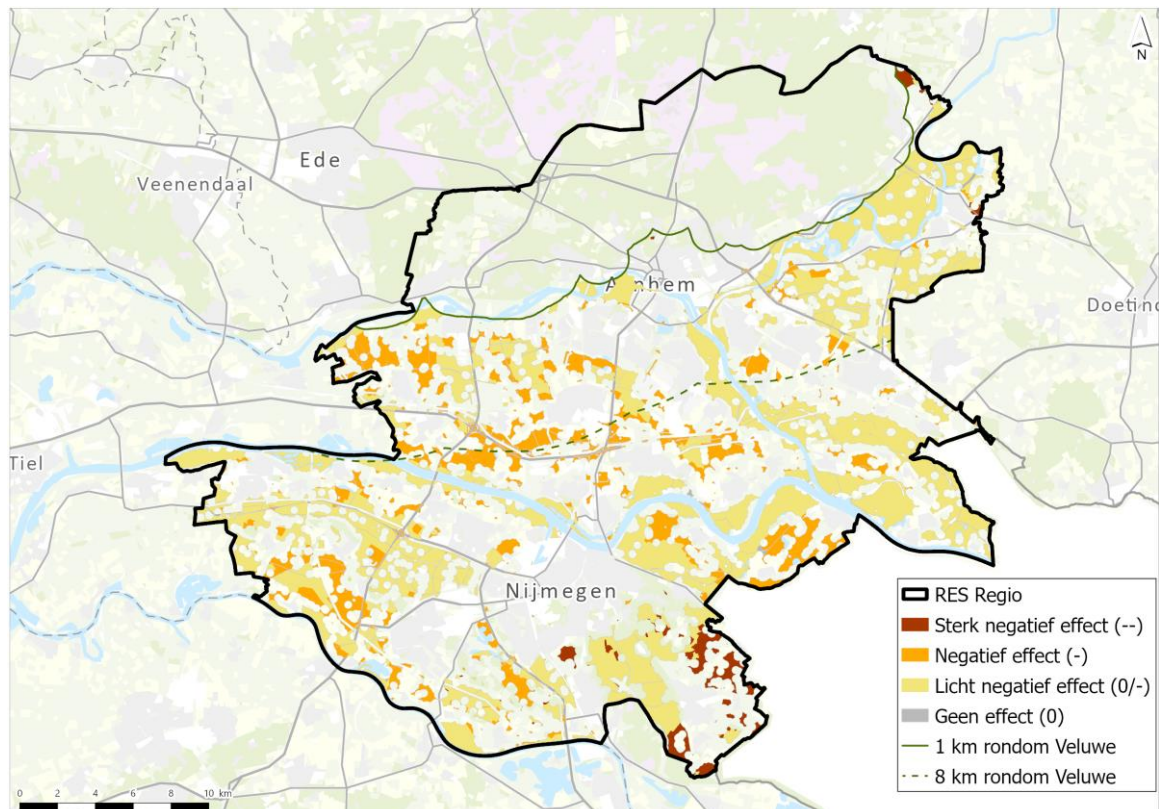 N
Ede
Veenendaal
Arnhem
Doetinc
Tiel
Nijmegen
RES Regio
Sterk negatief effect (--)
Negatief effect (-)
Licht negatief effect (0/-)
Geen effect (0)
1 km rondom Veluwe
8 km rondom Veluwe
0 2 4 6 8 10 km